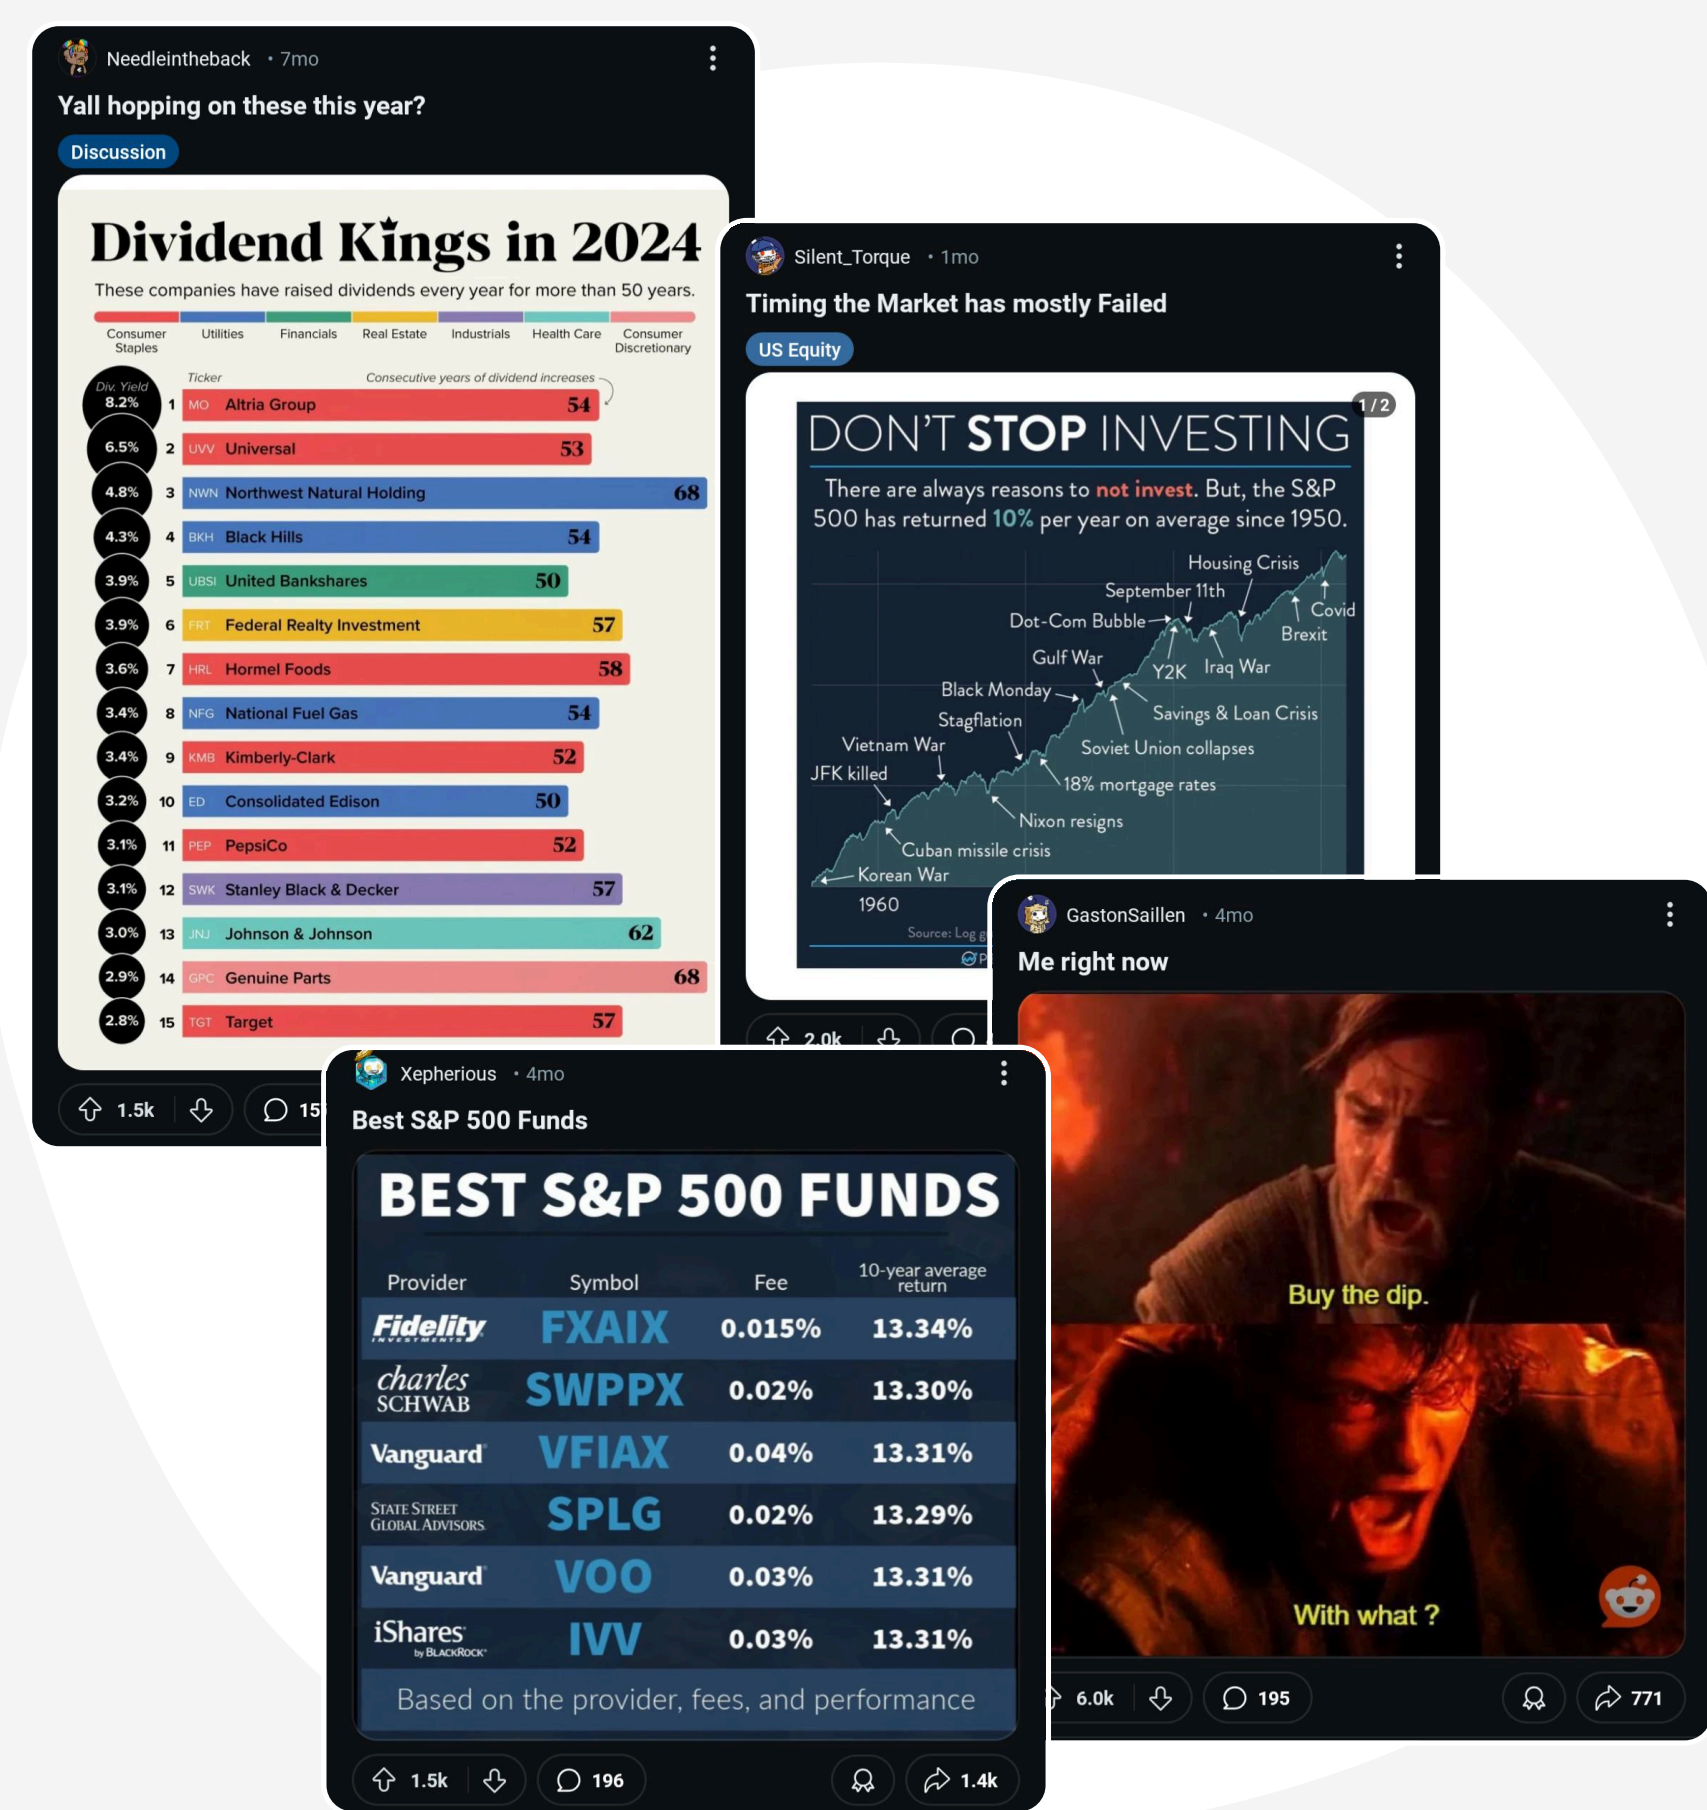 Needleintheback • 7mo
Yall hopping on these this year?
Discussion
Dividend Kings in 2024
These companies have raised dividends every year for more than 50 years.
Consumer Staples
Utilities
Financials
Real Estate
Industrials
Health Care
Consumer Discretionary
Div. Yield
Ticker
Consecutive years of dividend increases
8.2% 1 MO Altria Group 54
6.5% 2 UVV Universal 53
4.8% 3 NWN Northwest Natural Holding 68
4.3% 4 BKH Black Hills 54
3.9% 5 UBSI United Bankshares 50
3.9% 6 FRT Federal Realty Investment 57
3.6% 7 HRL Hormel Foods 58
3.4% 8 NFG National Fuel Gas 54
3.4% 9 KMB Kimberly-Clark 52
3.2% 10 ED Consolidated Edison 50
3.1% 11 PEP PepsiCo 52
3.1% 12 SWK Stanley Black & Decker 57
3.0% 13 JNJ Johnson & Johnson 62
2.9% 14 GPC Genuine Parts 68
2.8% 15 TGT Target 57
1.5k
15
Silent_Torque • 1mo
Timing the Market has mostly Failed
US Equity
1/2
DON'T STOP INVESTING
There are always reasons to not invest. But, the S&P
500 has returned 10% per year on average since 1950.
Housing Crisis
September 11th
Covid
Dot-Com Bubble
Brexit
Gulf War
Y2K
Iraq War
Black Monday
Savings & Loan Crisis
Stagflation
Soviet Union collapses
Vietnam War
JFK killed
18% mortgage rates
Nixon resigns
Cuban missile crisis
Korean War
1960
Source: Log
2.0k
GastonSaillen • 4mo
Me right now
Buy the dip.
With what ?
6.0k
195
771
Xepherious • 4mo
Best S&P 500 Funds
BEST S&P 500 FUNDS
Provider Symbol Fee 10-year average return
Fidelity INVESTMENTS FXAIX 0.015% 13.34%
charles SCHWAB SWPPX 0.02% 13.30%
Vanguard VFIAX 0.04% 13.31%
STATE STREET GLOBAL ADVISORS SPLG 0.02% 13.29%
Vanguard VOO 0.03% 13.31%
iShares by BLACKROCK IVV 0.03% 13.31%
Based on the provider, fees, and performance
1.5k
196
1.4k